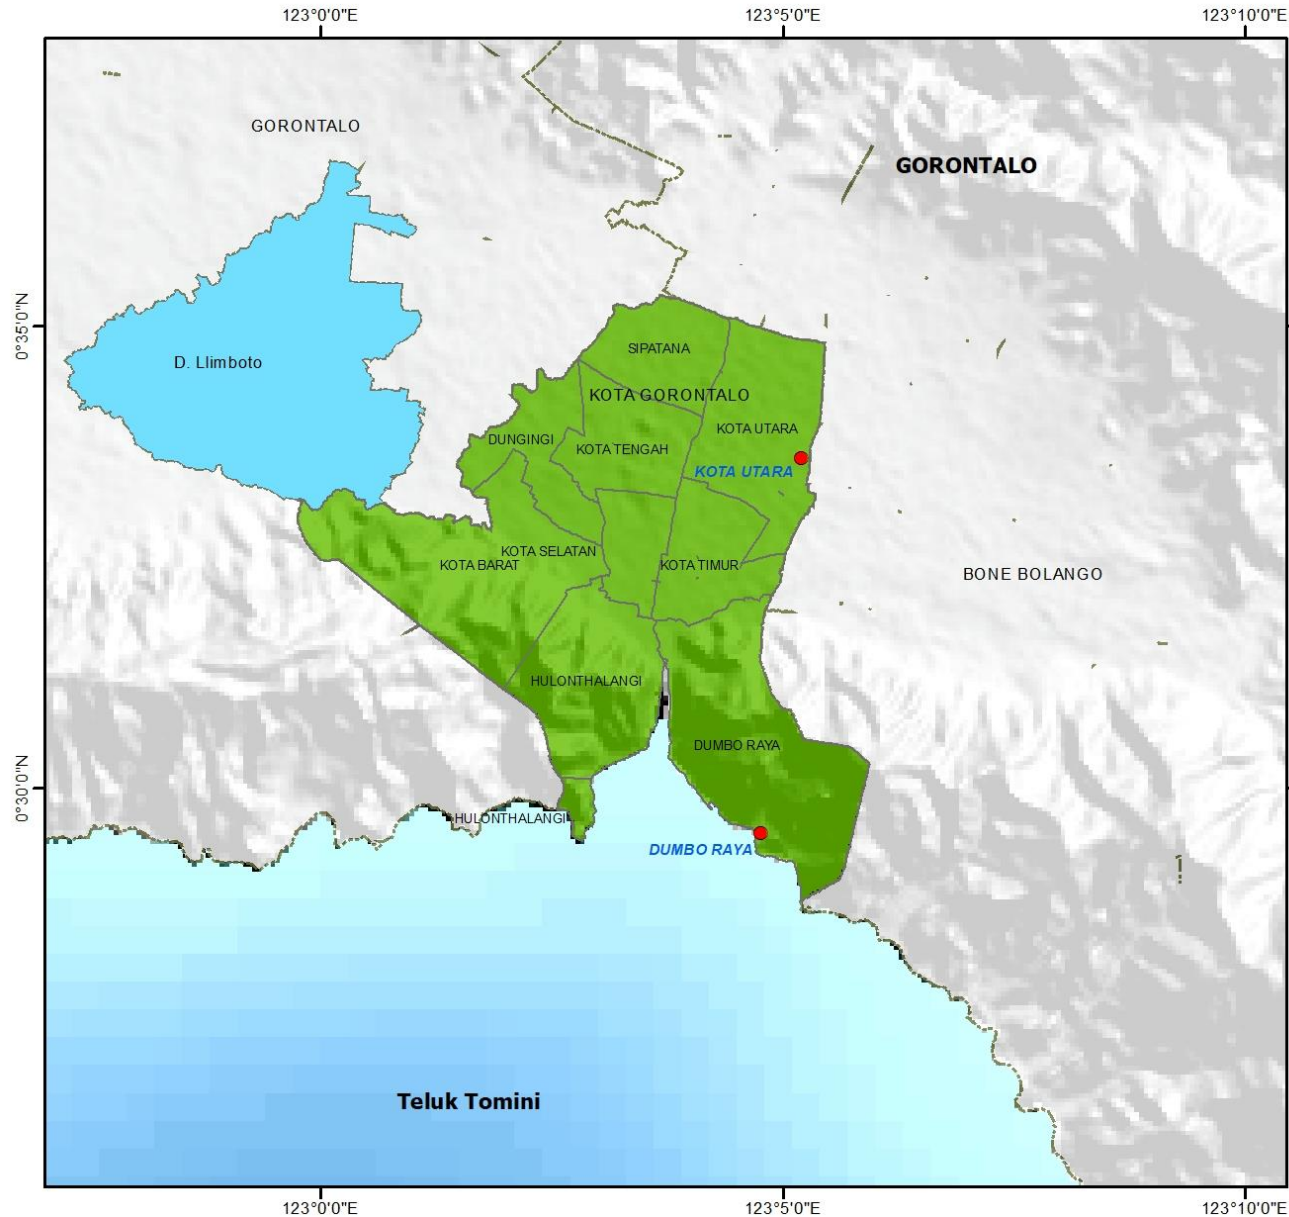 123°0'0"E
123°5'0"E
123°10'0"E
GORONTALO
GORONTALO
0°35'0"N
SIPATANA
D. Llimboto
KOTA GORONTALO
KOTA UTARA
DUNGINGI
KOTA TENGAH
KOTA UTARA
KOTA SELATAN
KOTA BARAT
KOTA TIMUR
BONE BOLANGO
HULONTHALANGI
DUMBO RAYA
0°30'0"N
HULONTHALANGI
DUMBO RAYA
Teluk Tomini
123°0'0"E
123°5'0"E
123°10'0"E